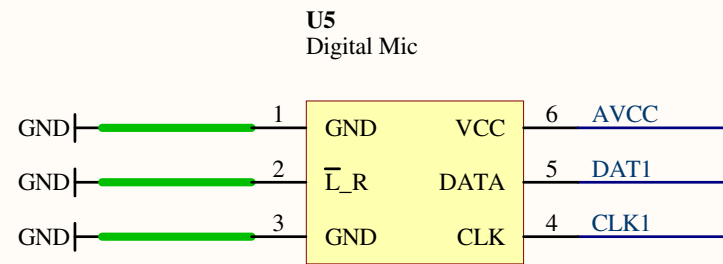 U5
Digital Mic
GND 1 GND VCC 6 AVCC
GND 2 L̅_R DATA 5 DAT1
GND 3 GND CLK 4 CLK1